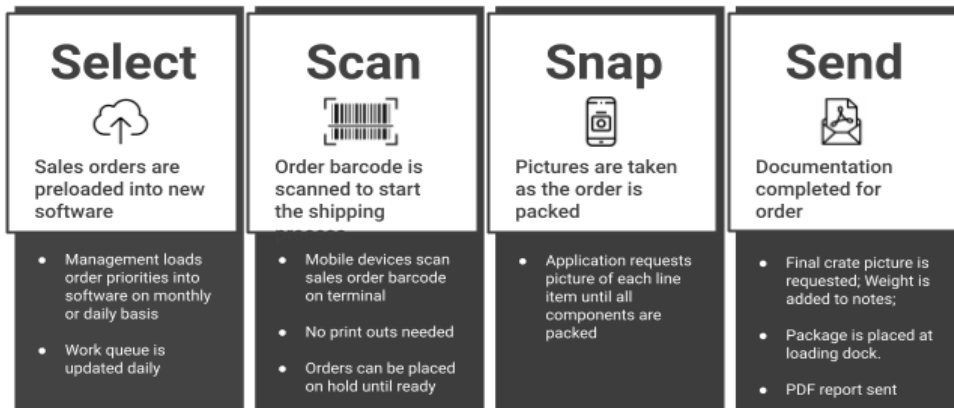 Select
Sales orders are
preloaded into new
software
● Management loads
order priorities into
software on monthly
or daily basis
● Work queue is
updated daily
Scan
Order barcode is
scanned to start
the shipping
● Mobile devices scan
sales order barcode
on terminal
● No print outs needed
● Orders can be placed
on hold until ready
Snap
Pictures are taken
as the order is
packed
● Application requests
picture of each line
item until all
components are
packed
Send
Documentation
completed for
order
● Final crate picture is
requested; Weight is
added to notes;
● Package is placed at
loading dock.
● PDF report sent